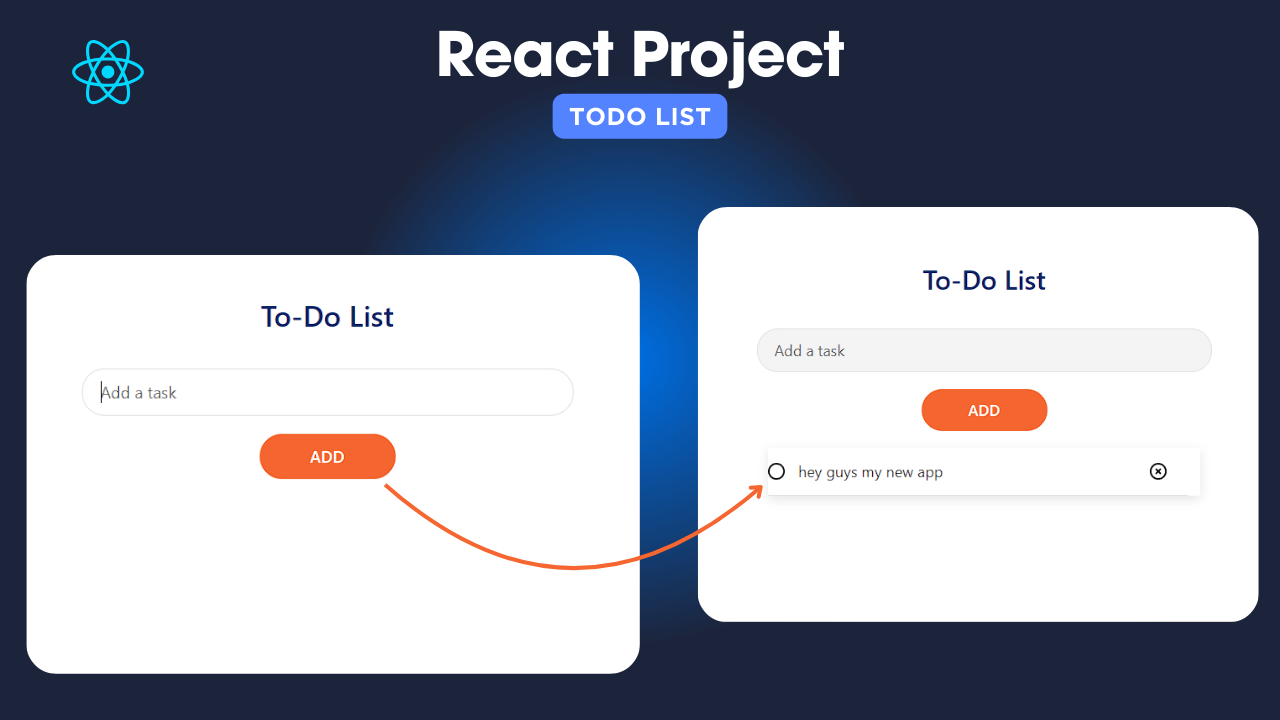 React Project
TODO LIST
To-Do List
Add a task
ADD
To-Do List
Add a task
ADD
hey guys my new app